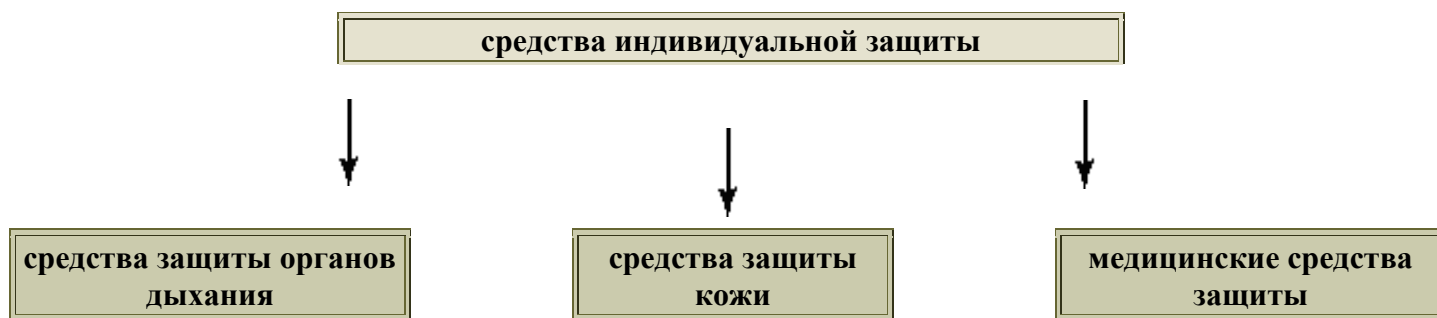 средства индивидуальной защиты
средства защиты органов
дыхания
средства защиты
кожи
медицинские средства
защиты